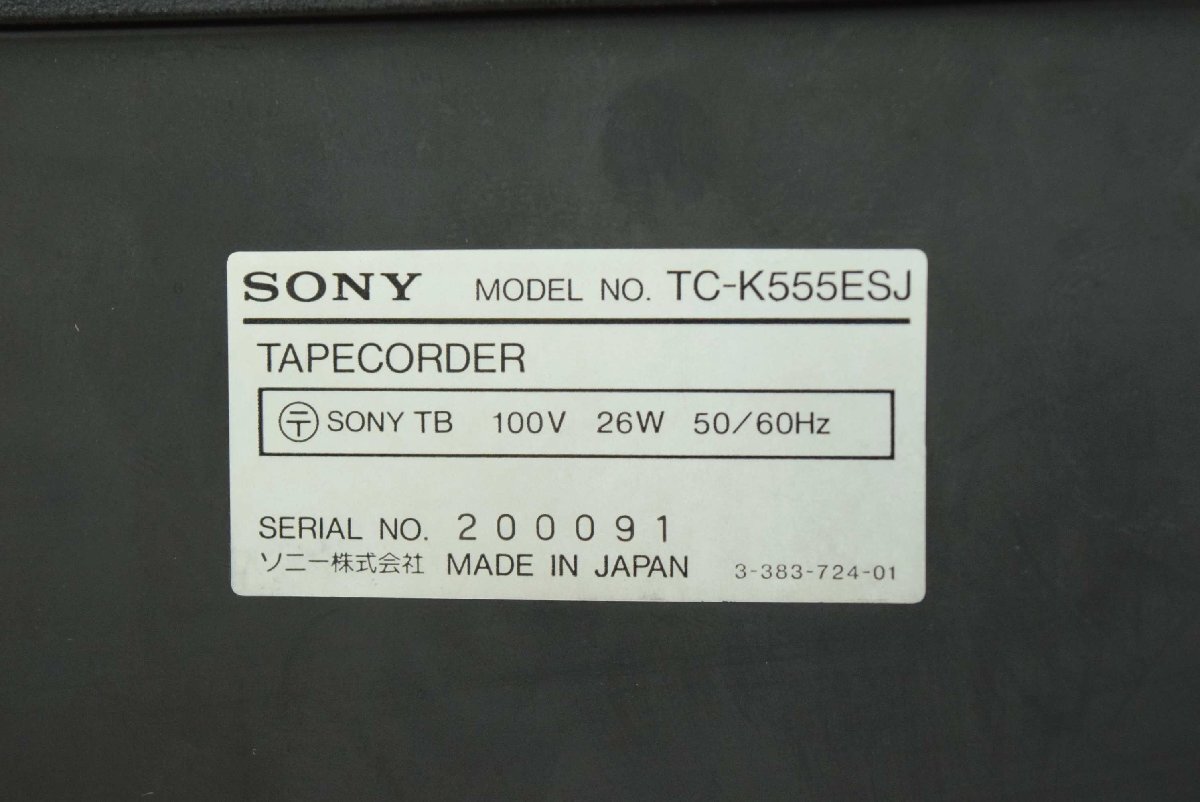 SONY MODEL NO. TC-K555ESJ
TAPECORDER
〒 SONY TB 100V 26W 50/60Hz
SERIAL NO. 200091
ソニー株式会社 MADE IN JAPAN 3-383-724-01